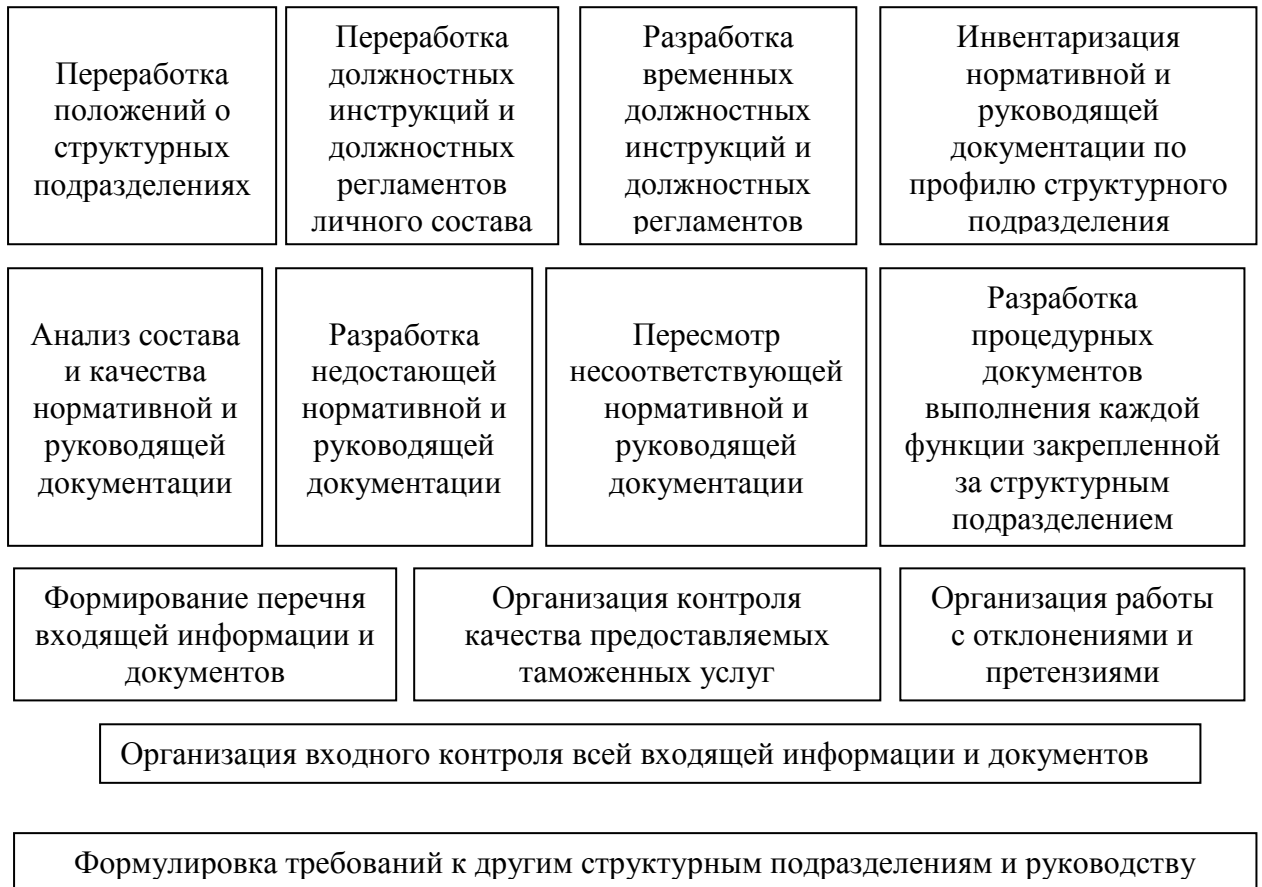 Переработка
положений о
структурных
подразделениях
Переработка
должностных
инструкций и
должностных
регламентов
личного состава
Разработка
временных
должностных
инструкций и
должностных
регламентов
Инвентаризация
нормативной и
руководящей
документации по
профилю структурного
подразделения
Анализ состава
и качества
нормативной и
руководящей
документации
Разработка
недостающей
нормативной и
руководящей
документации
Пересмотр
несоответствующей
нормативной и
руководящей
документации
Разработка
процедурных
документов
выполнения каждой
функции закрепленной
за структурным
подразделением
Формирование перечня
входящей информации и
документов
Организация контроля
качества предоставляемых
таможенных услуг
Организация работы
с отклонениями и
претензиями
Организация входного контроля всей входящей информации и документов
Формулировка требований к другим структурным подразделениям и руководству